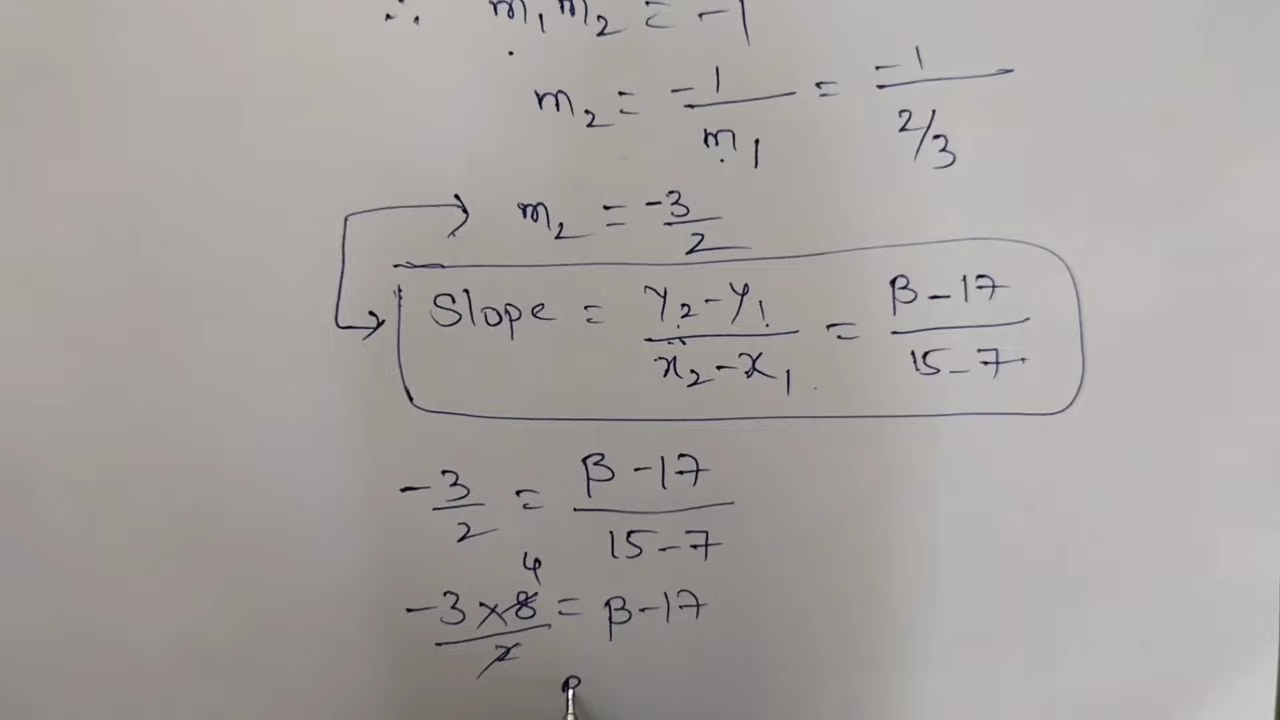 ∴ m₁m₂ = -1
m₂ = -1/m₁ = -1/(2/3)
m₂ = -3/2
Slope = (y₂-y₁)/(x₂-x₁) = (β-17)/(15-7)
-3/2 = (β-17)/(15-7)
4
-3×8/2 = β-17